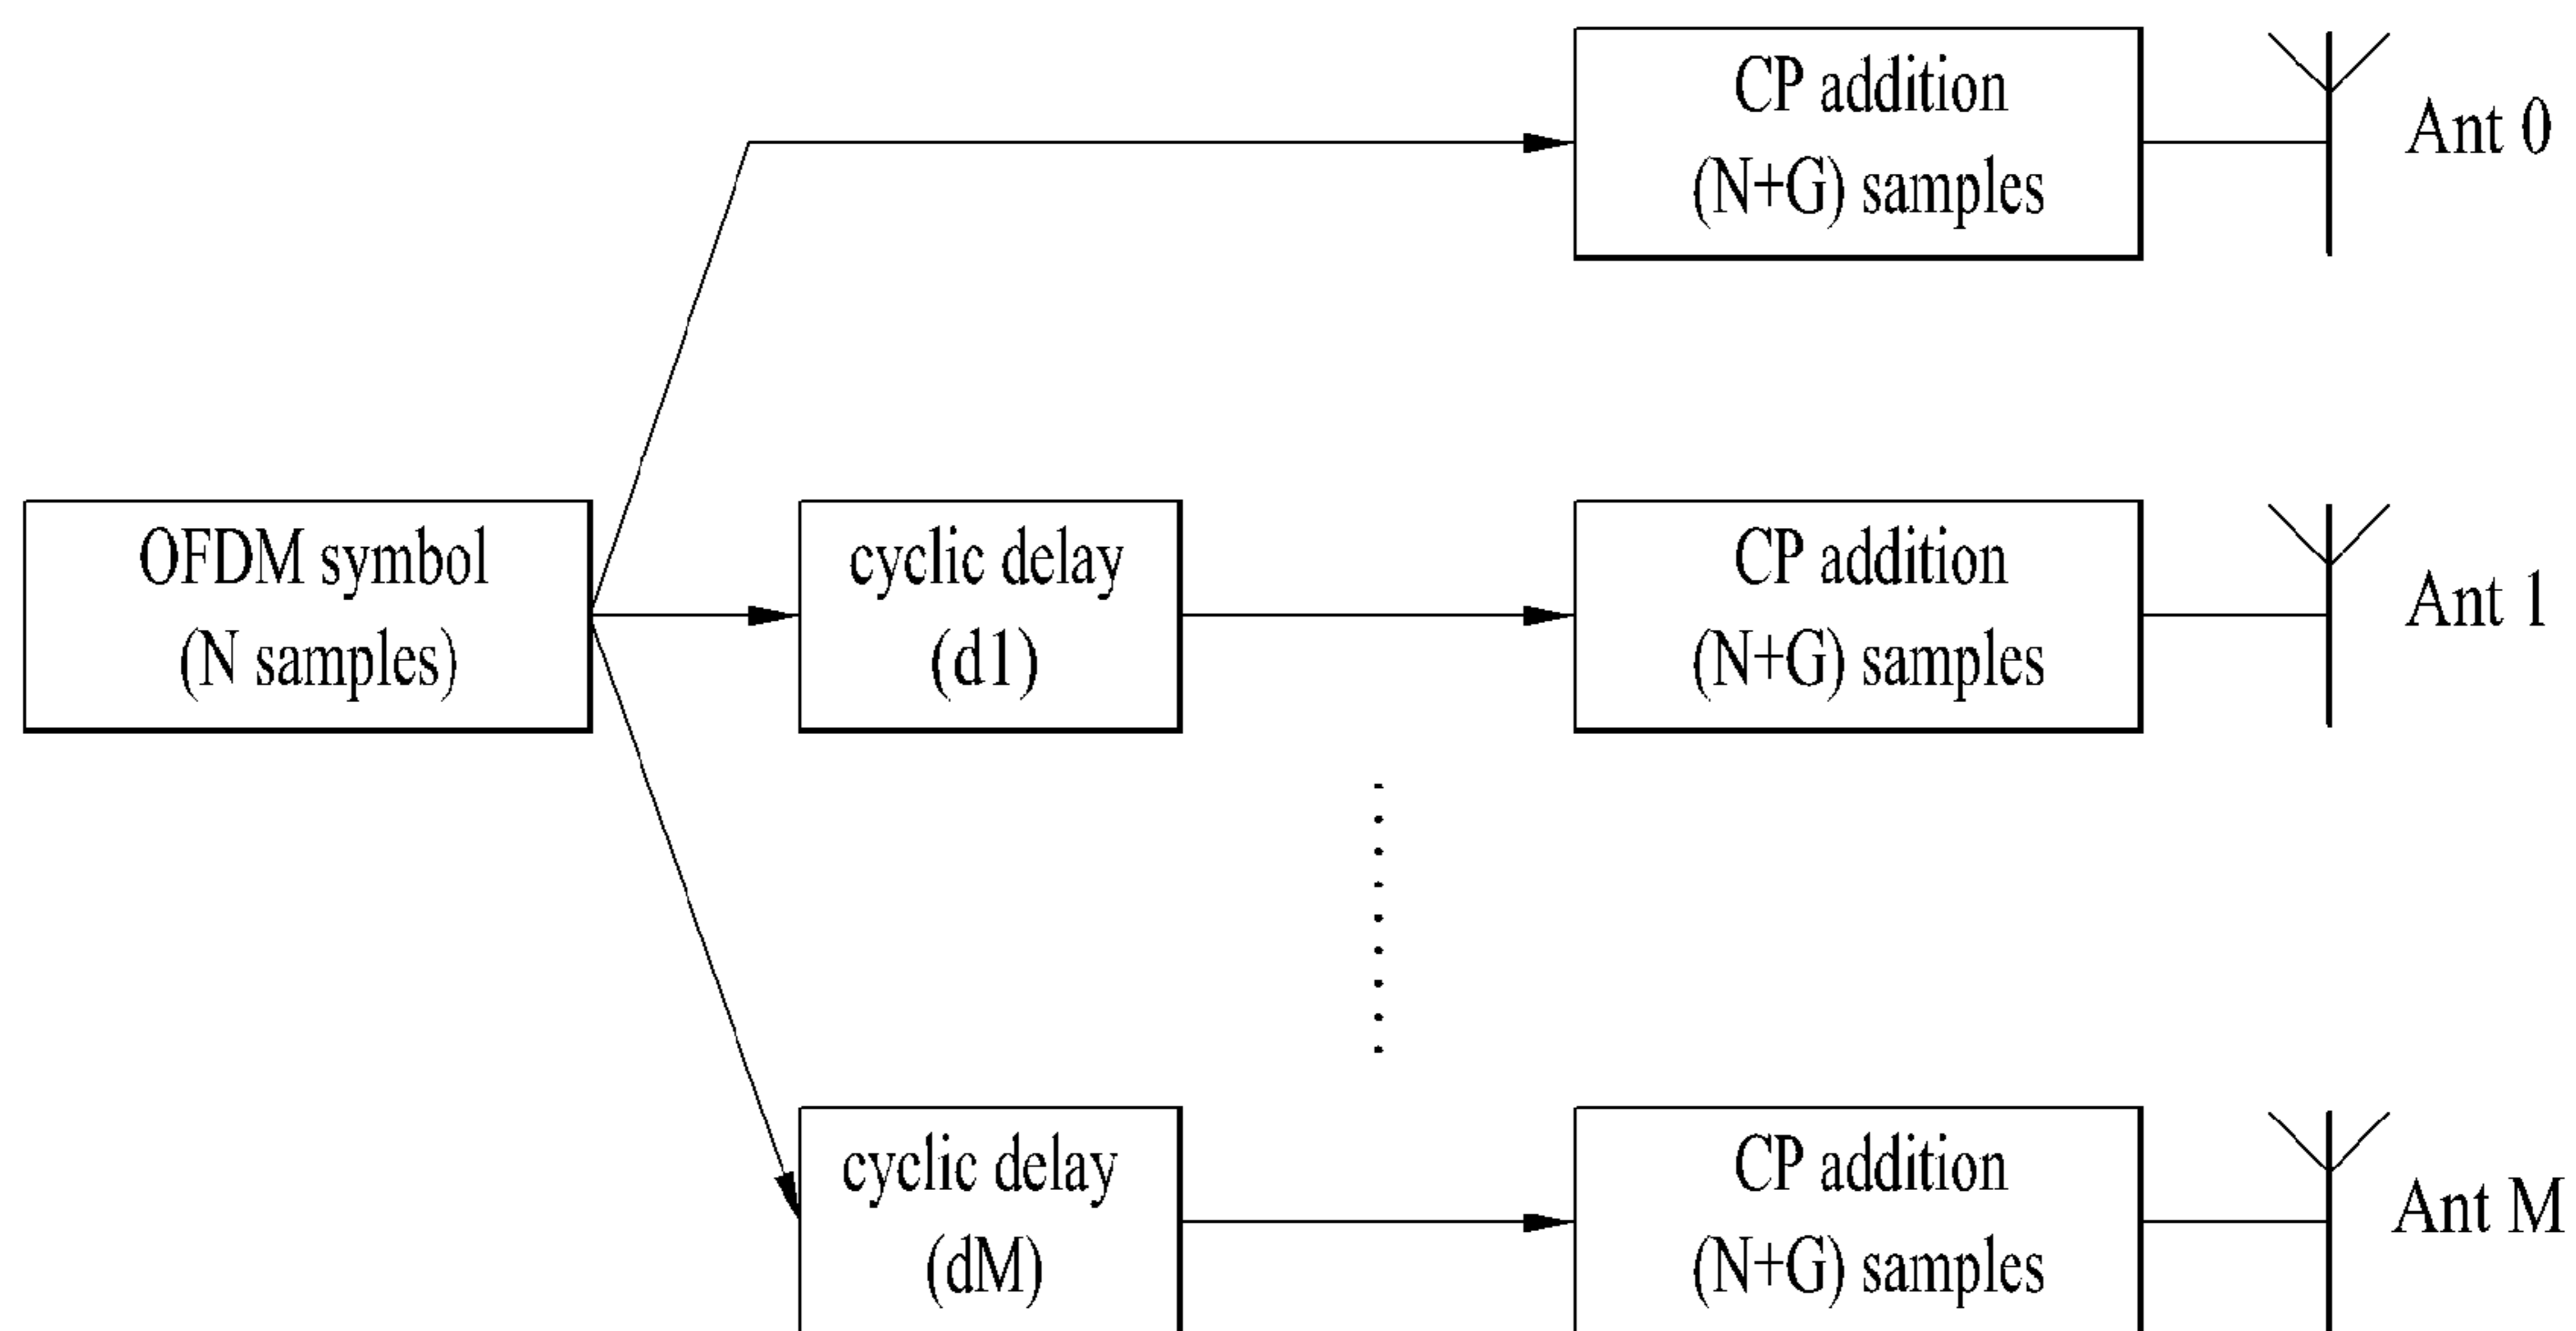 CP addition
(N+G) samples
Ant 0
OFDM symbol
(N samples)
cyclic delay
(d1)
CP addition
(N+G) samples
Ant 1
cyclic delay
(dM)
CP addition
(N+G) samples
Ant M